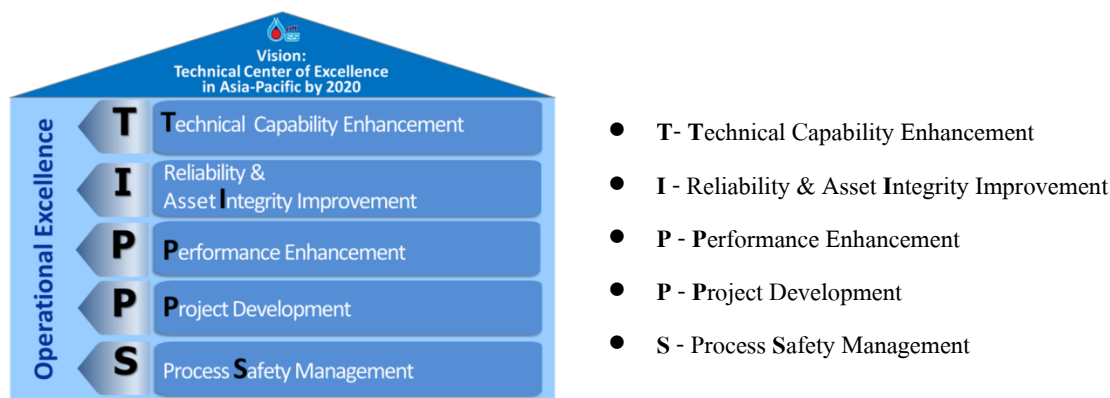 Vision:
Technical Center of Excellence
in Asia-Pacific by 2020
Operational Excellence
T
Technical Capability Enhancement
I
Reliability &
Asset Integrity Improvement
P
Performance Enhancement
P
Project Development
S
Process Safety Management
● T- Technical Capability Enhancement
● I - Reliability & Asset Integrity Improvement
● P - Performance Enhancement
● P - Project Development
● S - Process Safety Management